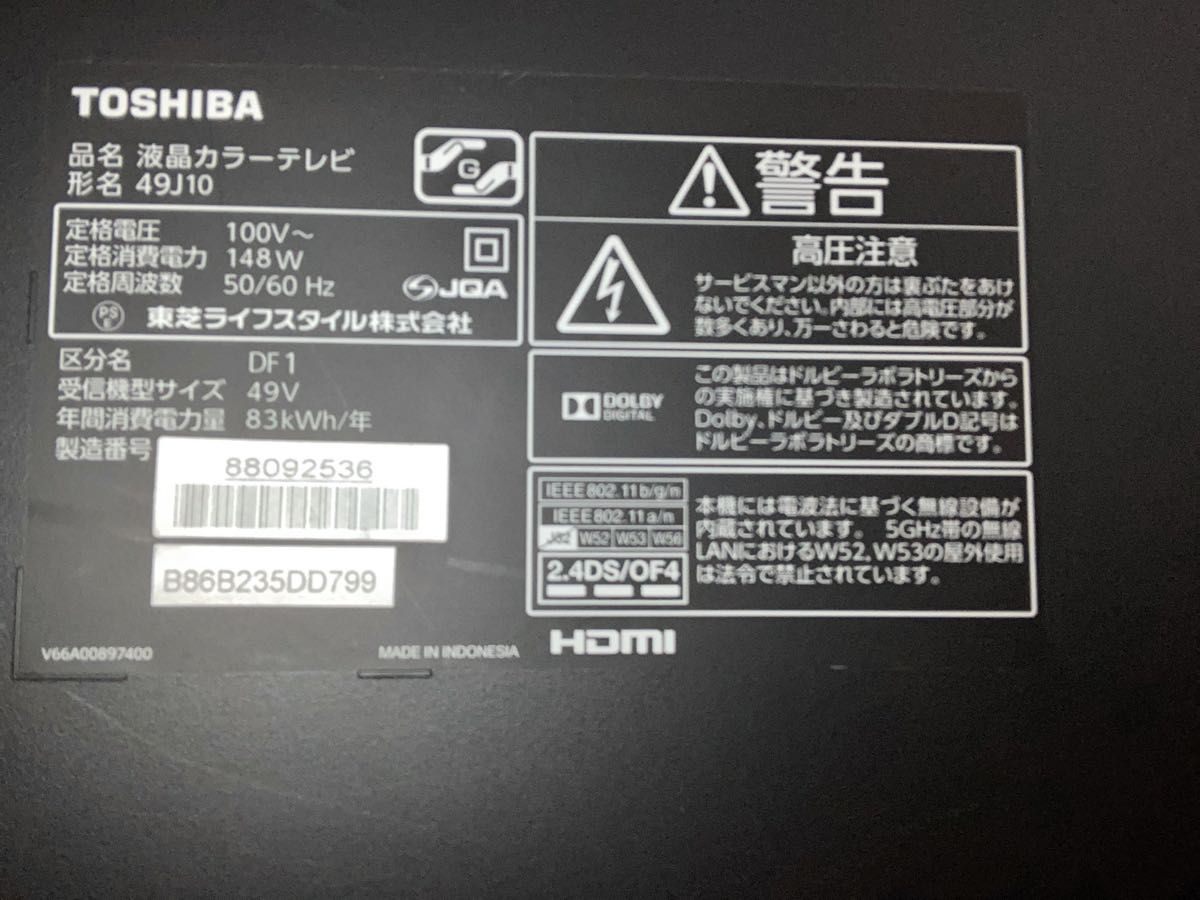 TOSHIBA
品名 液晶カラーテレビ
形名 49J10
G
定格電圧 100V～
定格消費電力 148W
定格周波数 50/60 Hz
JQA
PS
E
東芝ライフスタイル株式会社
区分名 DF1
受信機型サイズ 49V
年間消費電力量 83kWh/年
製造番号
88092536
B86B235DD799
V66A00897400
MADE IN INDONESIA
警告
高圧注意
サービスマン以外の方は裏ぶたをあけ
ないでください。内部には高電圧部分が
数多くあり、万一さわると危険です。
DOLBY
DIGITAL
この製品はドルビーラボラトリーズから
の実施権に基づき製造されています。
Dolby、ドルビー及びダブルD記号は
ドルビーラボラトリーズの商標です。
IEEE802.11b/g/n
IEEE802.11a/n
J52 W52 W53 W56
2.4DS/OF4
本機には電波法に基づく無線設備が
内蔵されています。 5GHz帯の無線
LANにおけるW52、W53の屋外使用
は法令で禁止されています。
HDMI